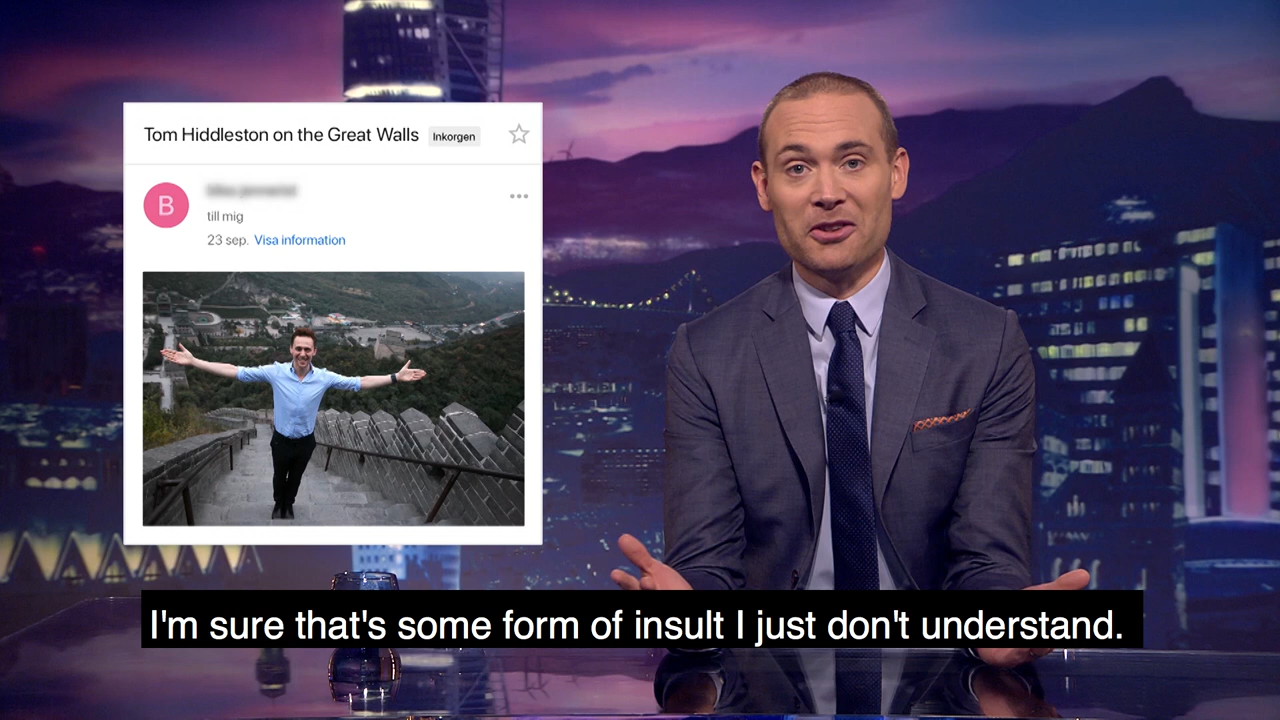 Tom Hiddleston on the Great Walls Inkorgen
B
till mig
23 sep. Visa information
I'm sure that's some form of insult I just don't understand.